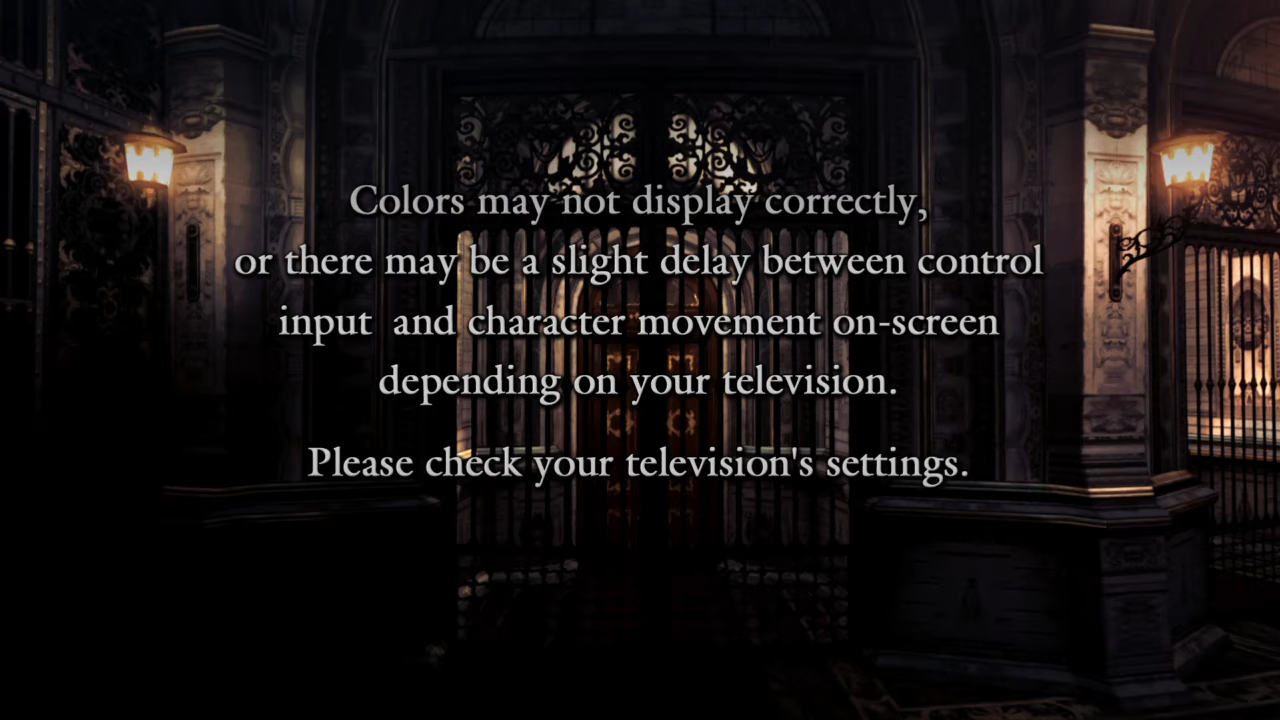 Colors may not display correctly,
or there may be a slight delay between control
input  and character movement on-screen
depending on your television.
Please check your television's settings.